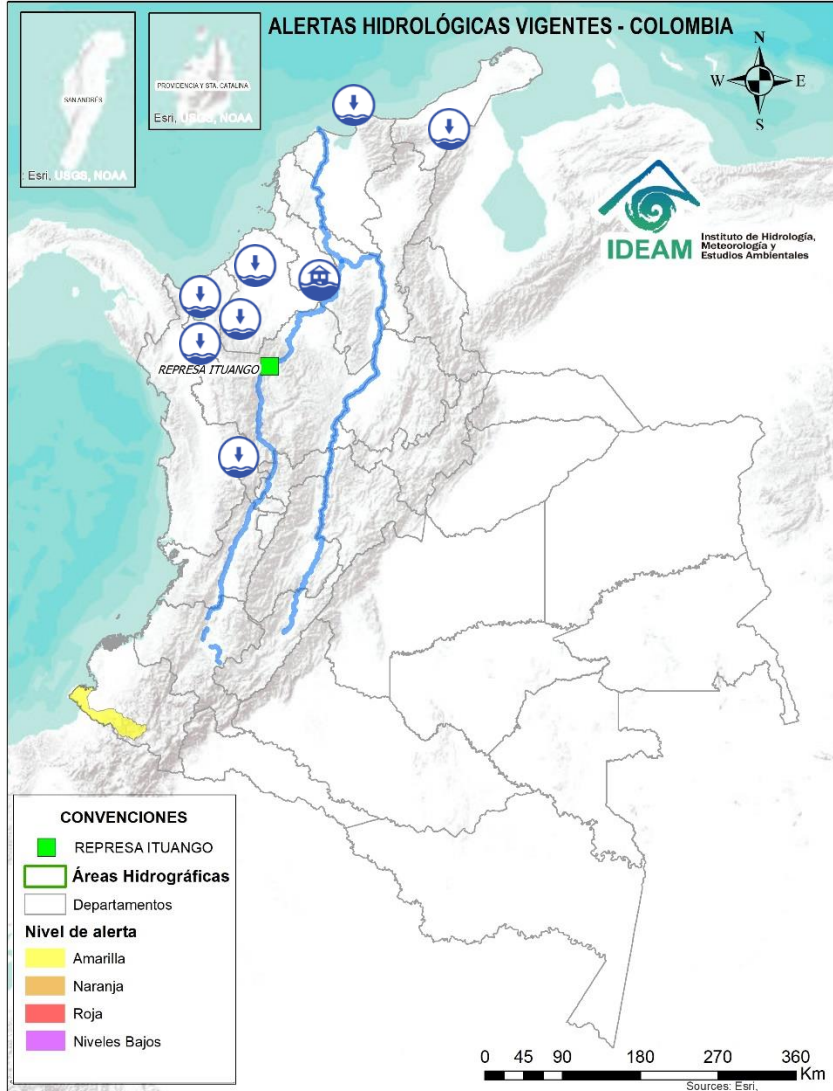 ALERTAS HIDROLÓGICAS VIGENTES - COLOMBIA
SAN ANDRÉS
Esri, USGS, NOAA
PROVIDENCIA Y STA. CATALINA
Esri, USGS, NOAA
N
W
E
S
IDEAM
Instituto de Hidrología,
Meteorología y
Estudios Ambientales
REPRESA ITUANGO
CONVENCIONES
REPRESA ITUANGO
Áreas Hidrográficas
Departamentos
Nivel de alerta
Amarilla
Naranja
Roja
Niveles Bajos
0 45 90 180 270 360
Km
Sources: Esri,